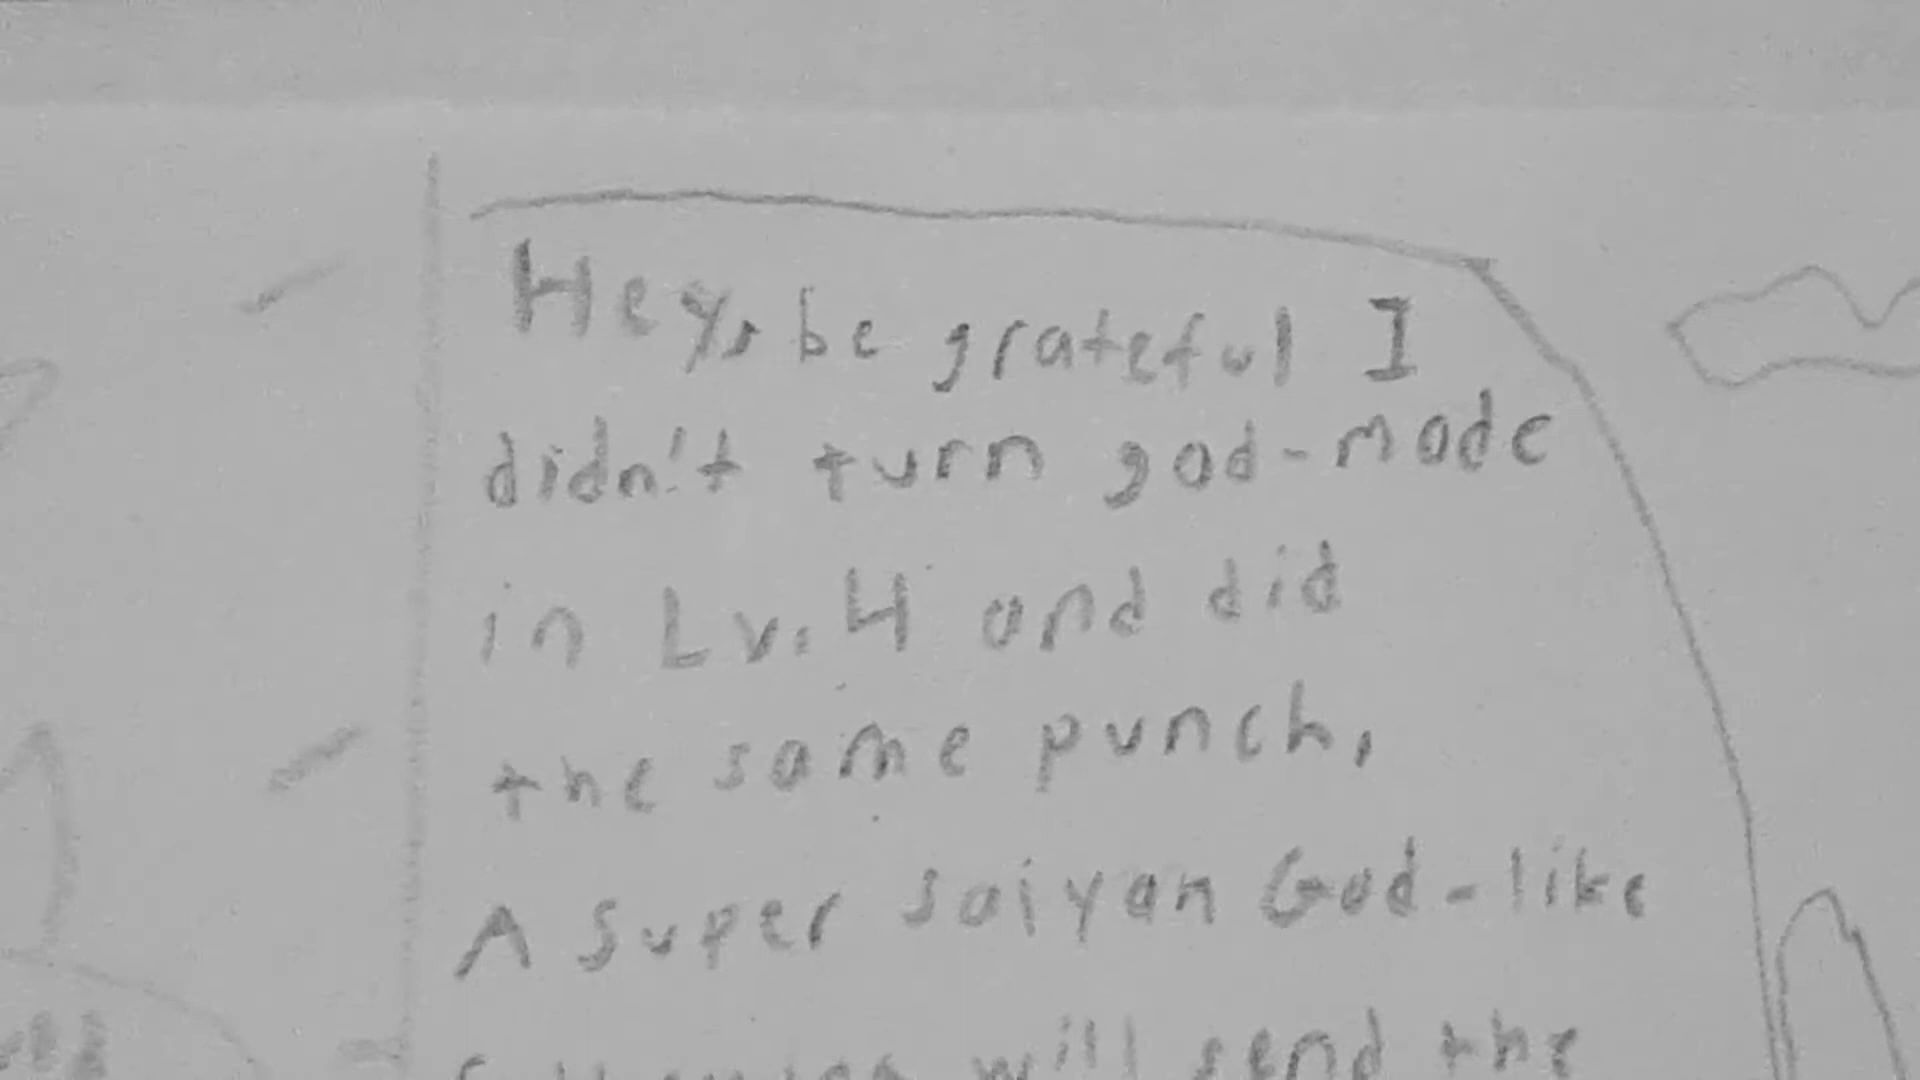 Hey, be grateful I
didn't turn god-mode
in Lv. 4 and did
the same punch,
A super saiyan God-like
will send the